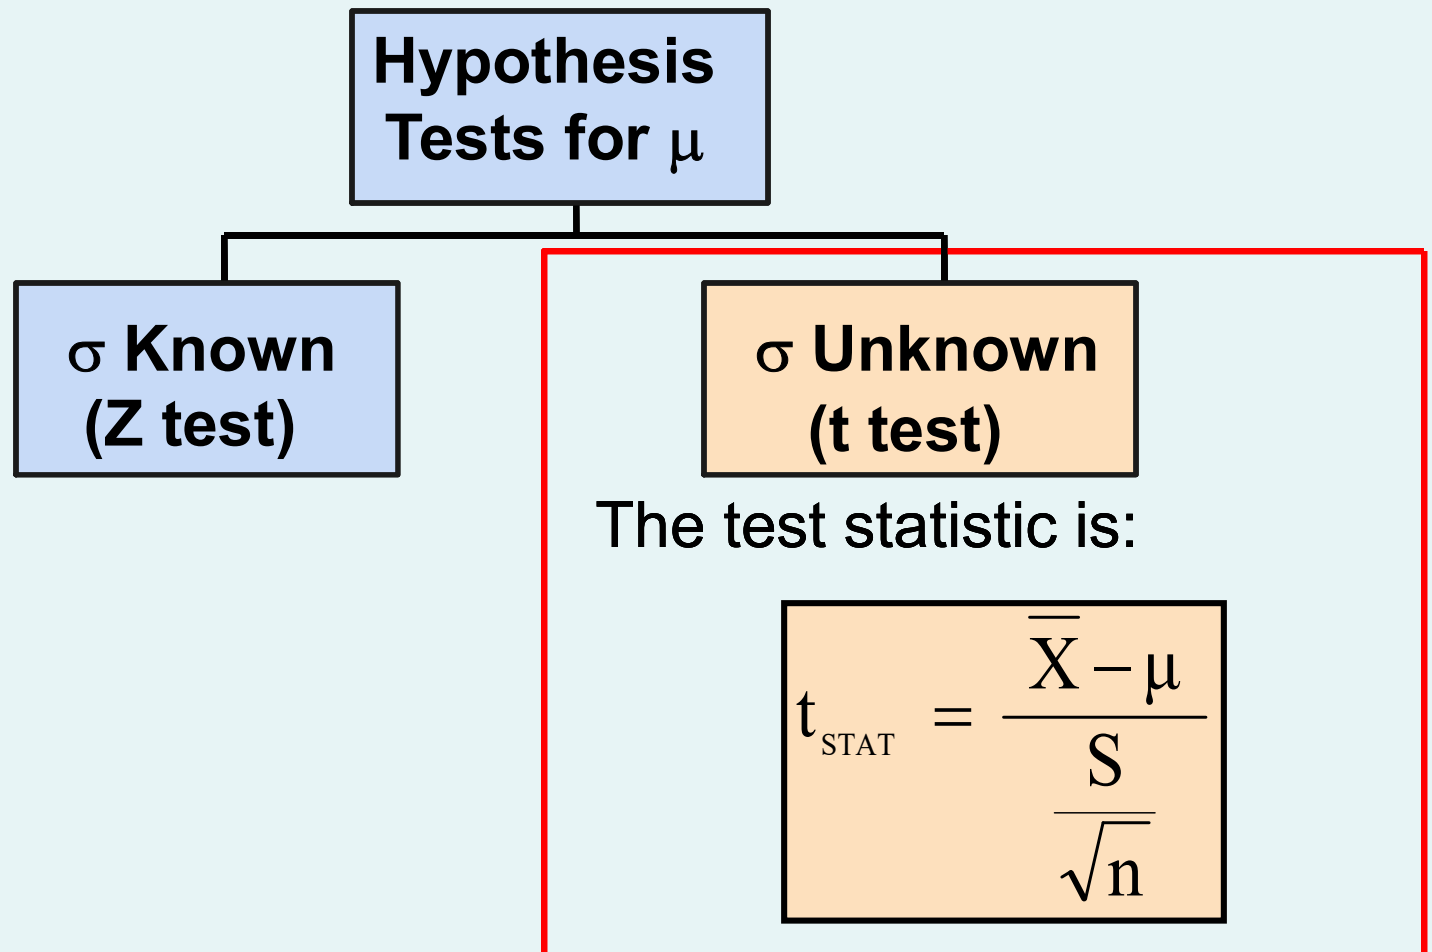 Hypothesis
Tests for μ
σ Known
(Z test)
σ Unknown
(t test)
The test statistic is:
t_STAT = (X̄ − μ) / (S / √n)